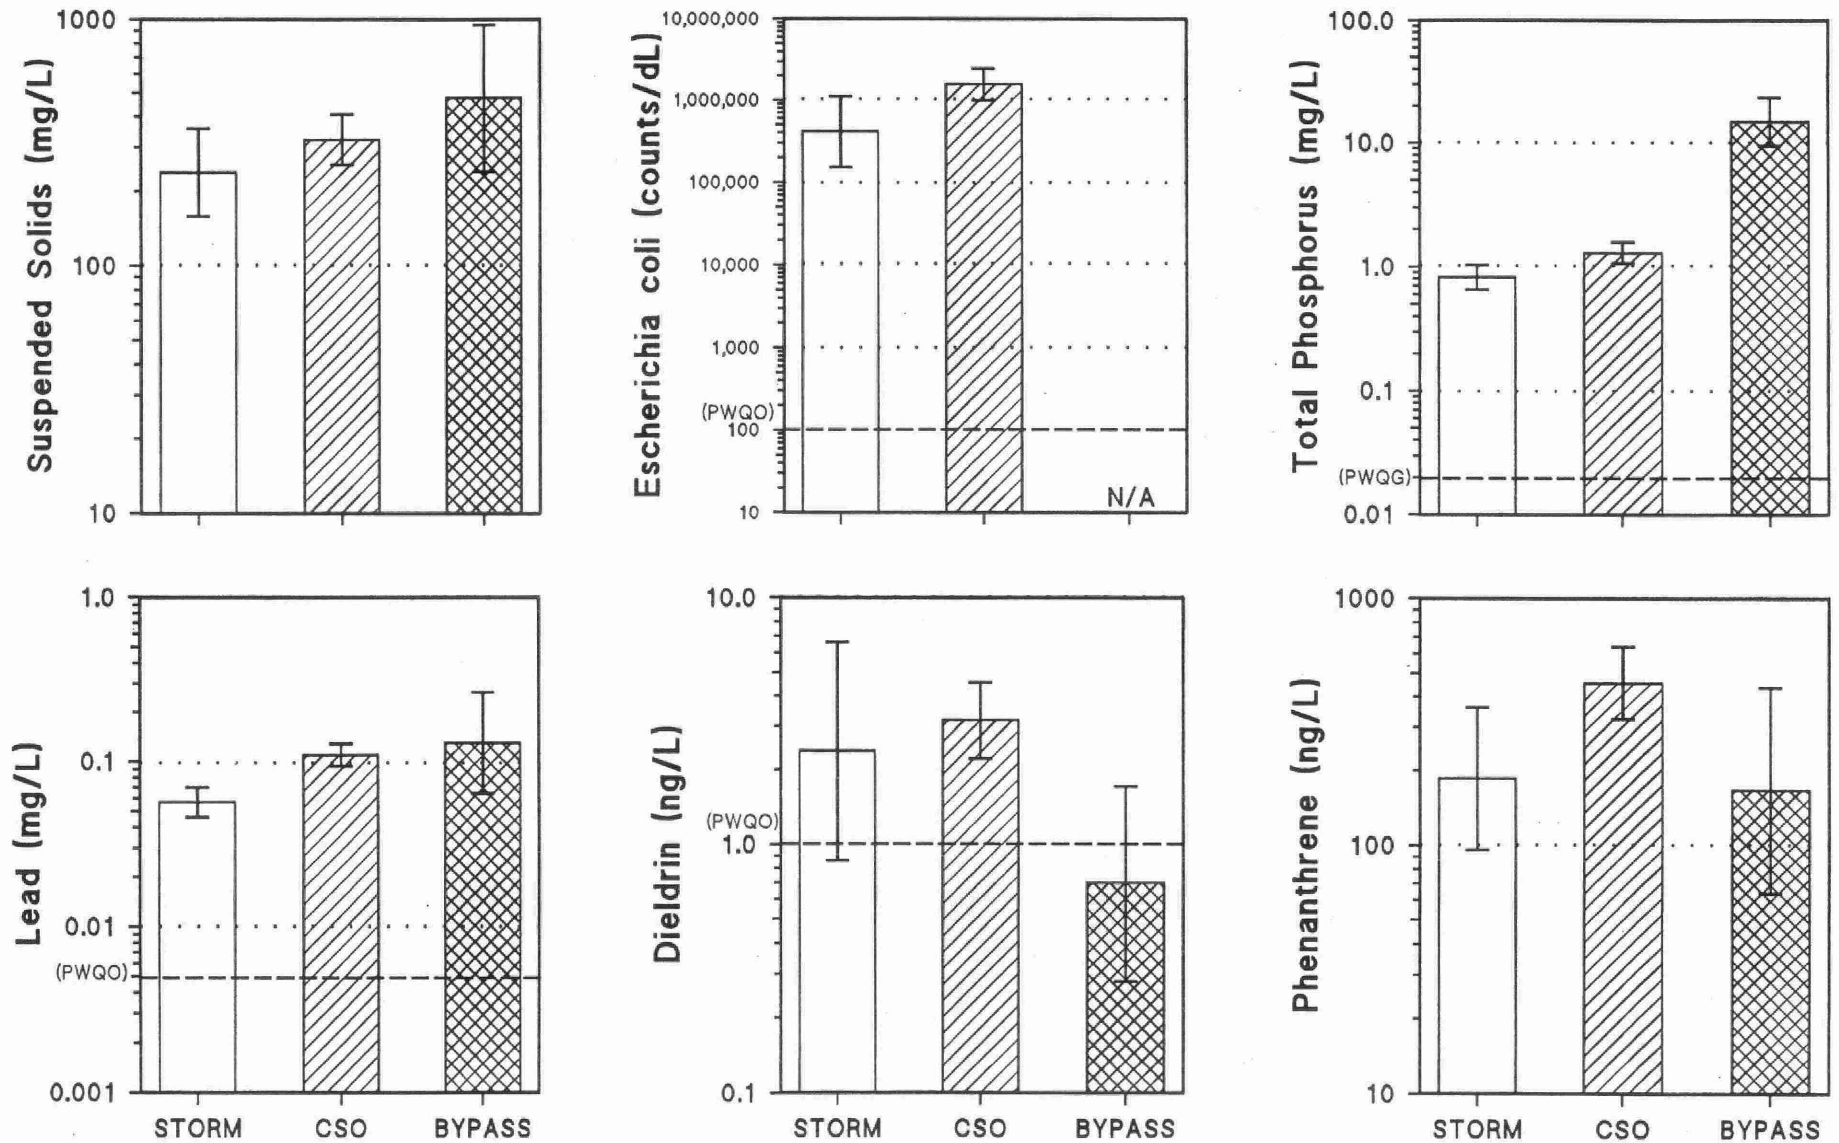 Suspended Solids (mg/L)
1000
100
10
Escherichia coli (counts/dL)
10,000,000
1,000,000
100,000
10,000
1,000
(PWQO)
100
10
N/A
Total Phosphorus (mg/L)
100.0
10.0
1.0
0.1
(PWQG)
0.01
Lead (mg/L)
1.0
0.1
0.01
(PWQO)
0.001
STORM CSO BYPASS
Dieldrin (ng/L)
10.0
(PWQO)
1.0
0.1
STORM CSO BYPASS
Phenanthrene (ng/L)
1000
100
10
STORM CSO BYPASS